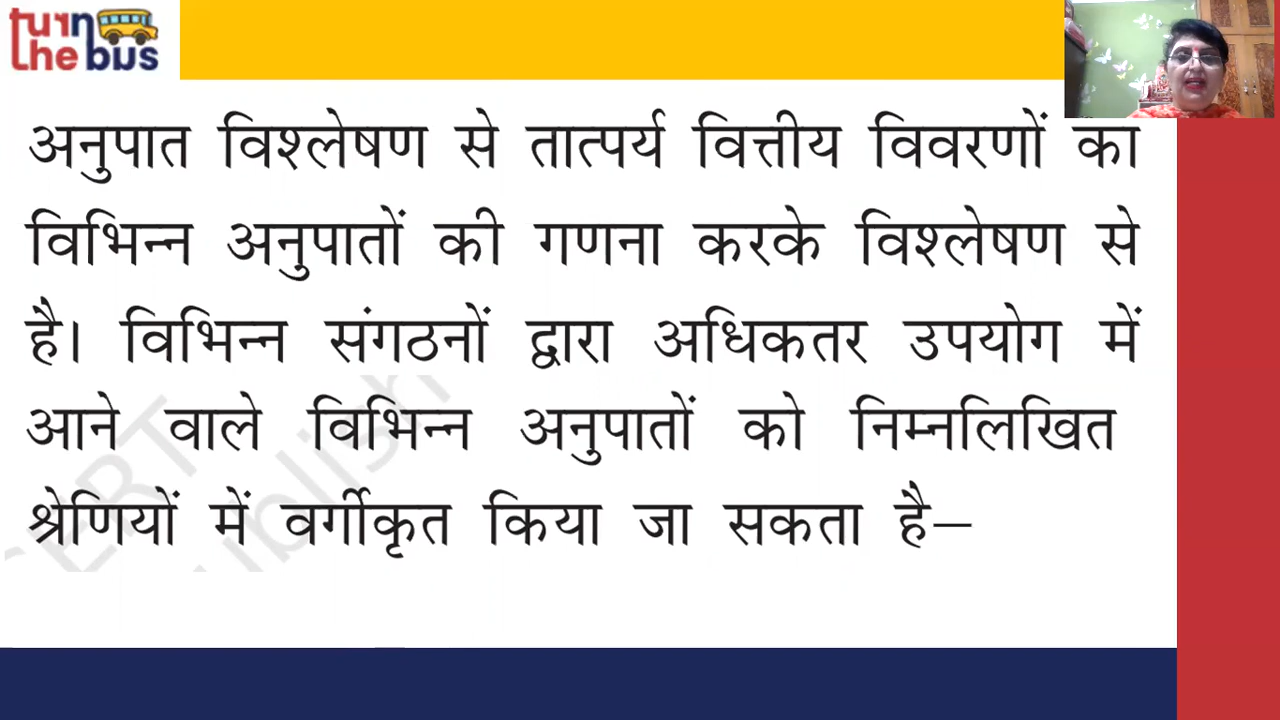 turn
the bus
अनुपात विश्लेषण से तात्पर्य वित्तीय विवरणों का
विभिन्न अनुपातों की गणना करके विश्लेषण से
है। विभिन्न संगठनों द्वारा अधिकतर उपयोग में
आने वाले विभिन्न अनुपातों को निम्नलिखित
श्रेणियों में वर्गीकृत किया जा सकता है–